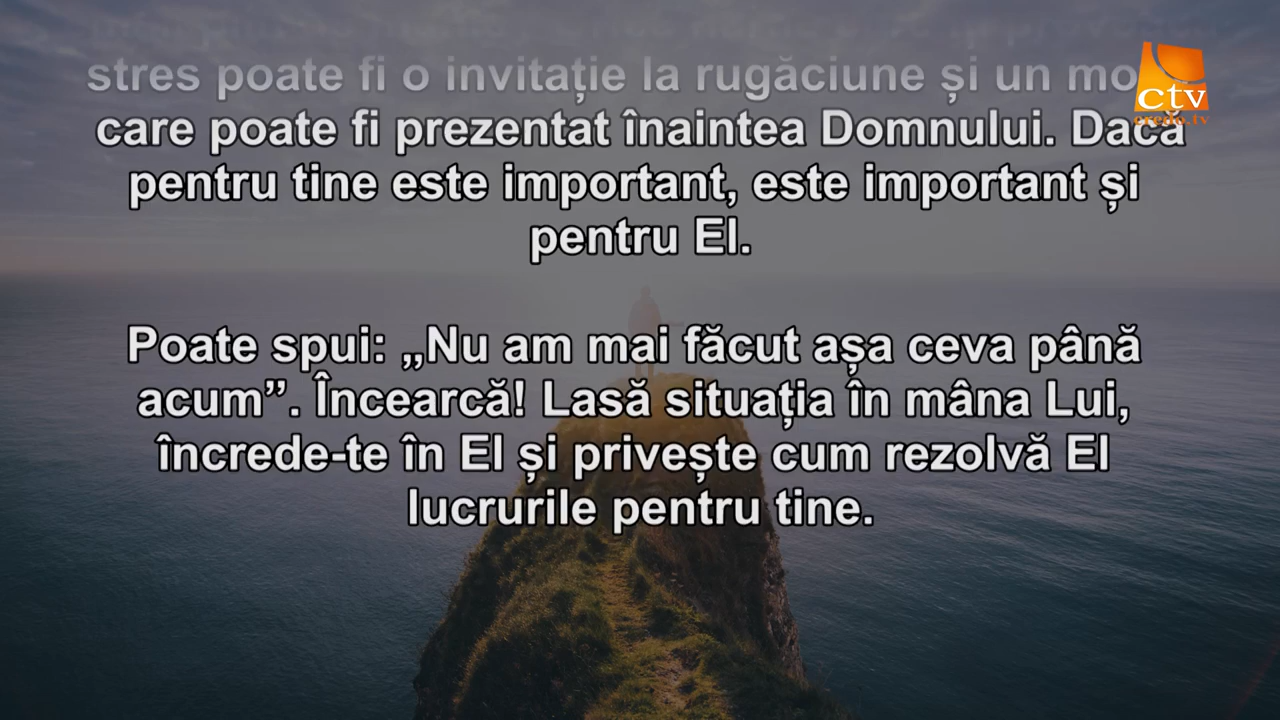 stres poate fi o invitație la rugăciune și un
care poate fi prezentat înaintea Domnului. Dacă
pentru tine este important, este important și
pentru El.
Poate spui: „Nu am mai făcut așa ceva până
acum”. Încearcă! Lasă situația în mâna Lui,
încrede-te în El și privește cum rezolvă El
lucrurile pentru tine.
ctv
credo.tv